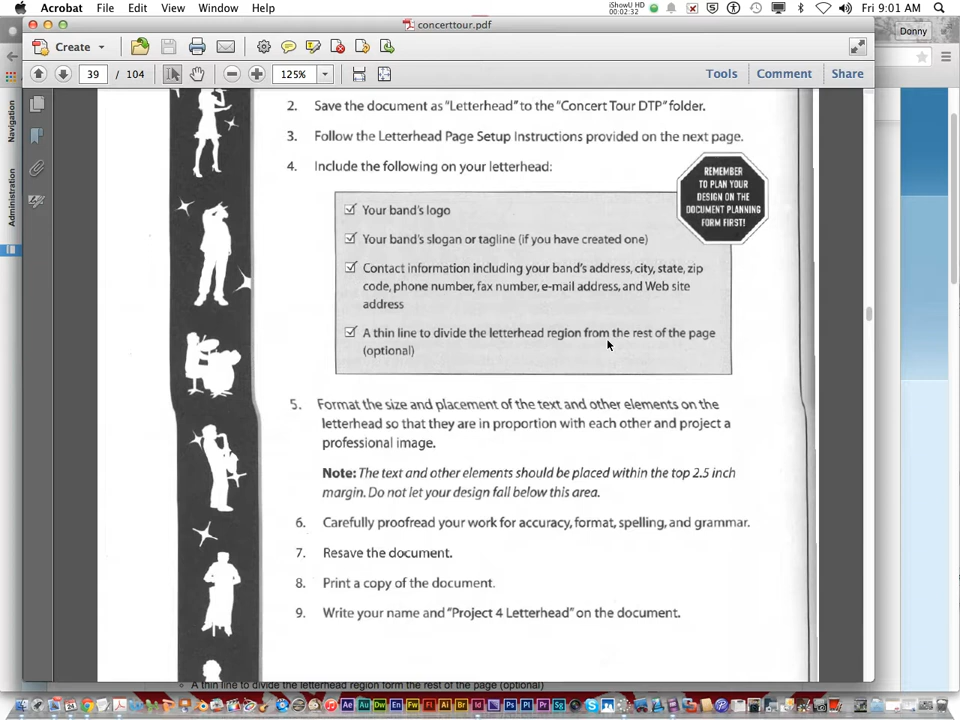 Acrobat File Edit View Window Help
iShowU HD
00:02:32
Fri 9:01 AM
concerttour.pdf
Danny
Create
39 / 104
125%
Tools Comment Share
Navigation
Administration
2. Save the document as “Letterhead” to the “Concert Tour DTP” folder.
3. Follow the Letterhead Page Setup Instructions provided on the next page.
4. Include the following on your letterhead:
REMEMBER
TO PLAN YOUR
DESIGN ON THE
DOCUMENT PLANNING
FORM FIRST!
Your band’s logo
Your band’s slogan or tagline (if you have created one)
Contact information including your band’s address, city, state, zip
code, phone number, fax number, e-mail address, and Web site
address
A thin line to divide the letterhead region from the rest of the page
(optional)
5. Format the size and placement of the text and other elements on the
letterhead so that they are in proportion with each other and project a
professional image.
Note: The text and other elements should be placed within the top 2.5 inch
margin. Do not let your design fall below this area.
6. Carefully proofread your work for accuracy, format, spelling, and grammar.
7. Resave the document.
8. Print a copy of the document.
9. Write your name and “Project 4 Letterhead” on the document.
A thin line to divide the letterhead region form the rest of the page (optional)